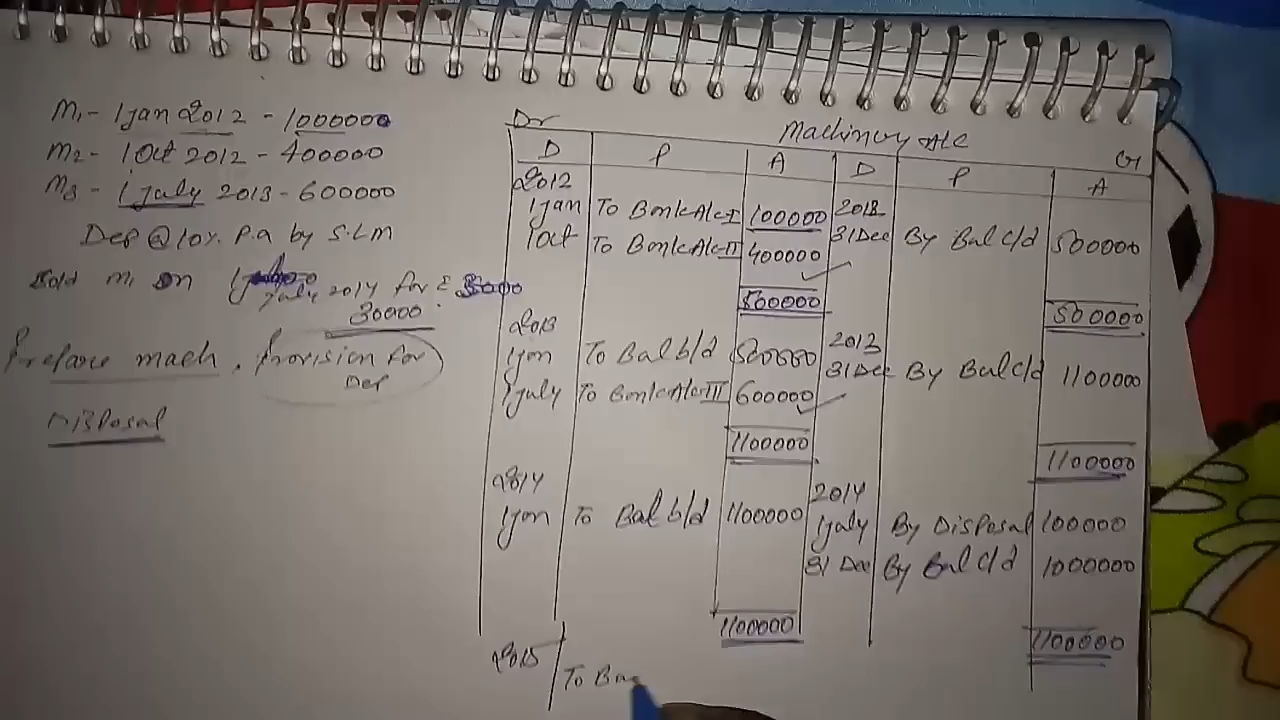 M1- 1 Jan 2012 - 1000000
M2- 1 Oct 2012 - 400000
M3 - 1 July 2013 - 600000
Dep @ 10%. P.a by S.L.M
Sold M1 on 1 July 2014 for
30000
Prepare mach. Provision for
Dep
Disposal
Machinery A/c
Dr
Cr
D P A D P A
2012
1 Jan To Bank A/c I 100000 2012
1 Oct To Bank A/c II 400000 31 Dec By Bal c/d 500000
500000 500000
2013
1 Jan To Bal b/d 500000 2013
31 Dec By Bal c/d 1100000
1 July To Bank A/c III 600000
1100000 1100000
2014 2014
1 Jan To Bal b/d 1100000 1 July By Disposal 100000
31 Dec By Bal c/d 1000000
1100000 1100000
2015
To Ba